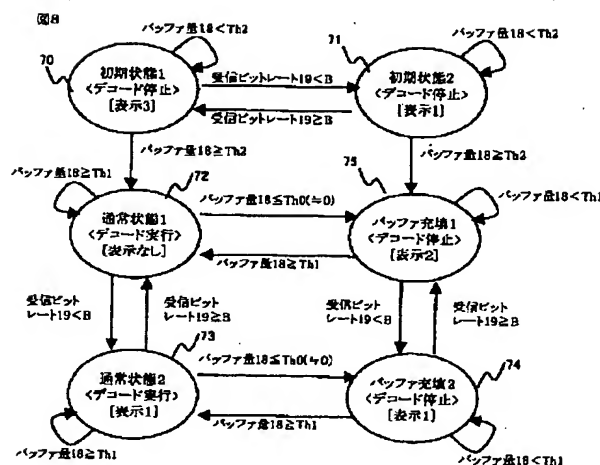 図8
バッファ量18<Th2
バッファ量18<Th2
70
71
初期状態1
<デコード停止>
[表示3]
受信ビットレート19<B
受信ビットレート19≧B
初期状態2
<デコード停止>
[表示1]
バッファ量18≧Th2
バッファ量18≧Th2
バッファ量18≧Th1
72
75
バッファ量18<Th1
通常状態1
<デコード実行>
[表示なし]
バッファ量18≦Th0(≒0)
バッファ量18≧Th1
バッファ充填1
<デコード停止>
[表示2]
受信ビット
レート19<B
受信ビット
レート19≧B
受信ビット
レート19<B
受信ビット
レート19≧B
73
74
通常状態2
<デコード実行>
[表示1]
バッファ量18≦Th0(≒0)
バッファ量18≧Th1
バッファ充填2
<デコード停止>
[表示1]
バッファ量18≧Th1
バッファ量18<Th1